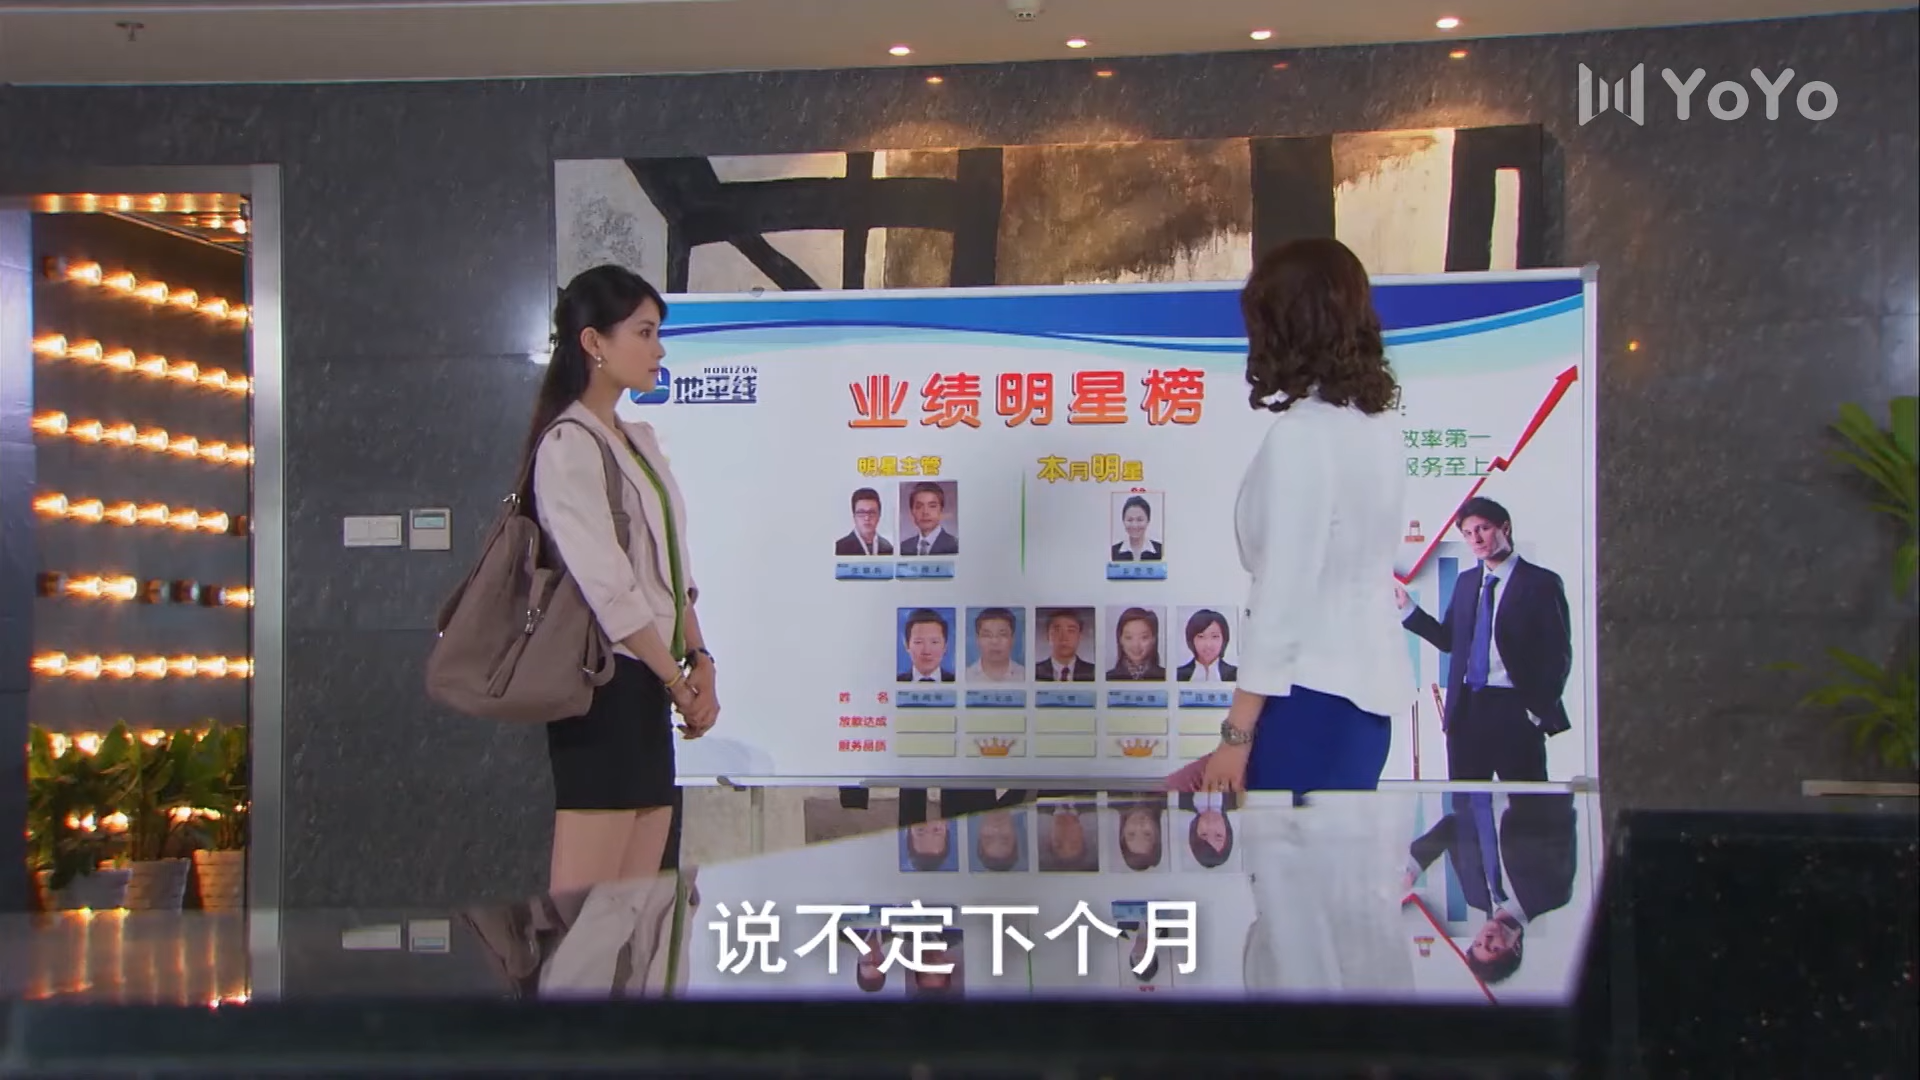 YoYo
HORIZON
地平线
业绩明星榜
效率第一
服务至上
明星主管
本月明星
姓 名
放款达成
服务品质
说不定下个月